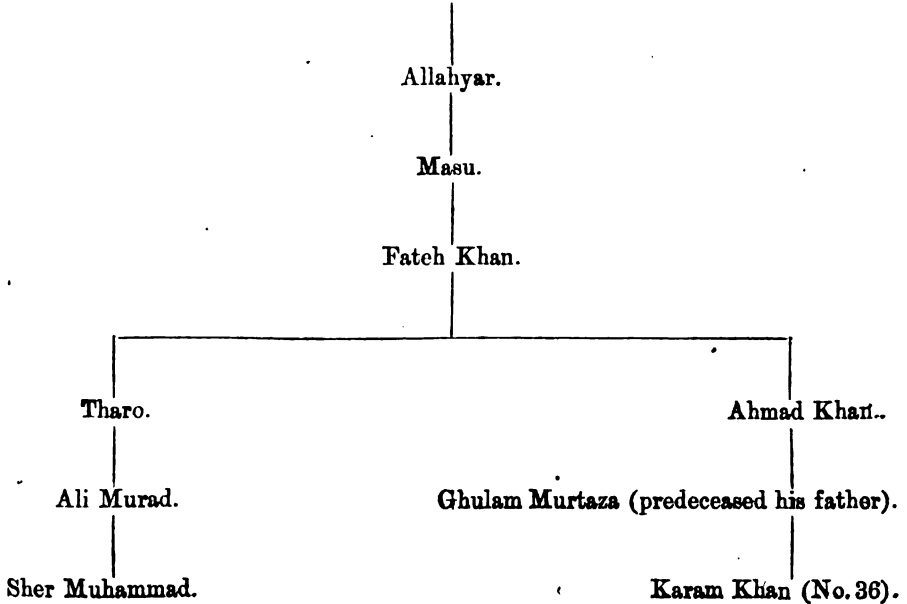 Allahyar.
Masu.
Fateh Khan.
Tharo. Ahmad Khan..
Ali Murad. Ghulam Murtaza (predeceased his father).
Sher Muhammad. Karam Khan (No. 36).